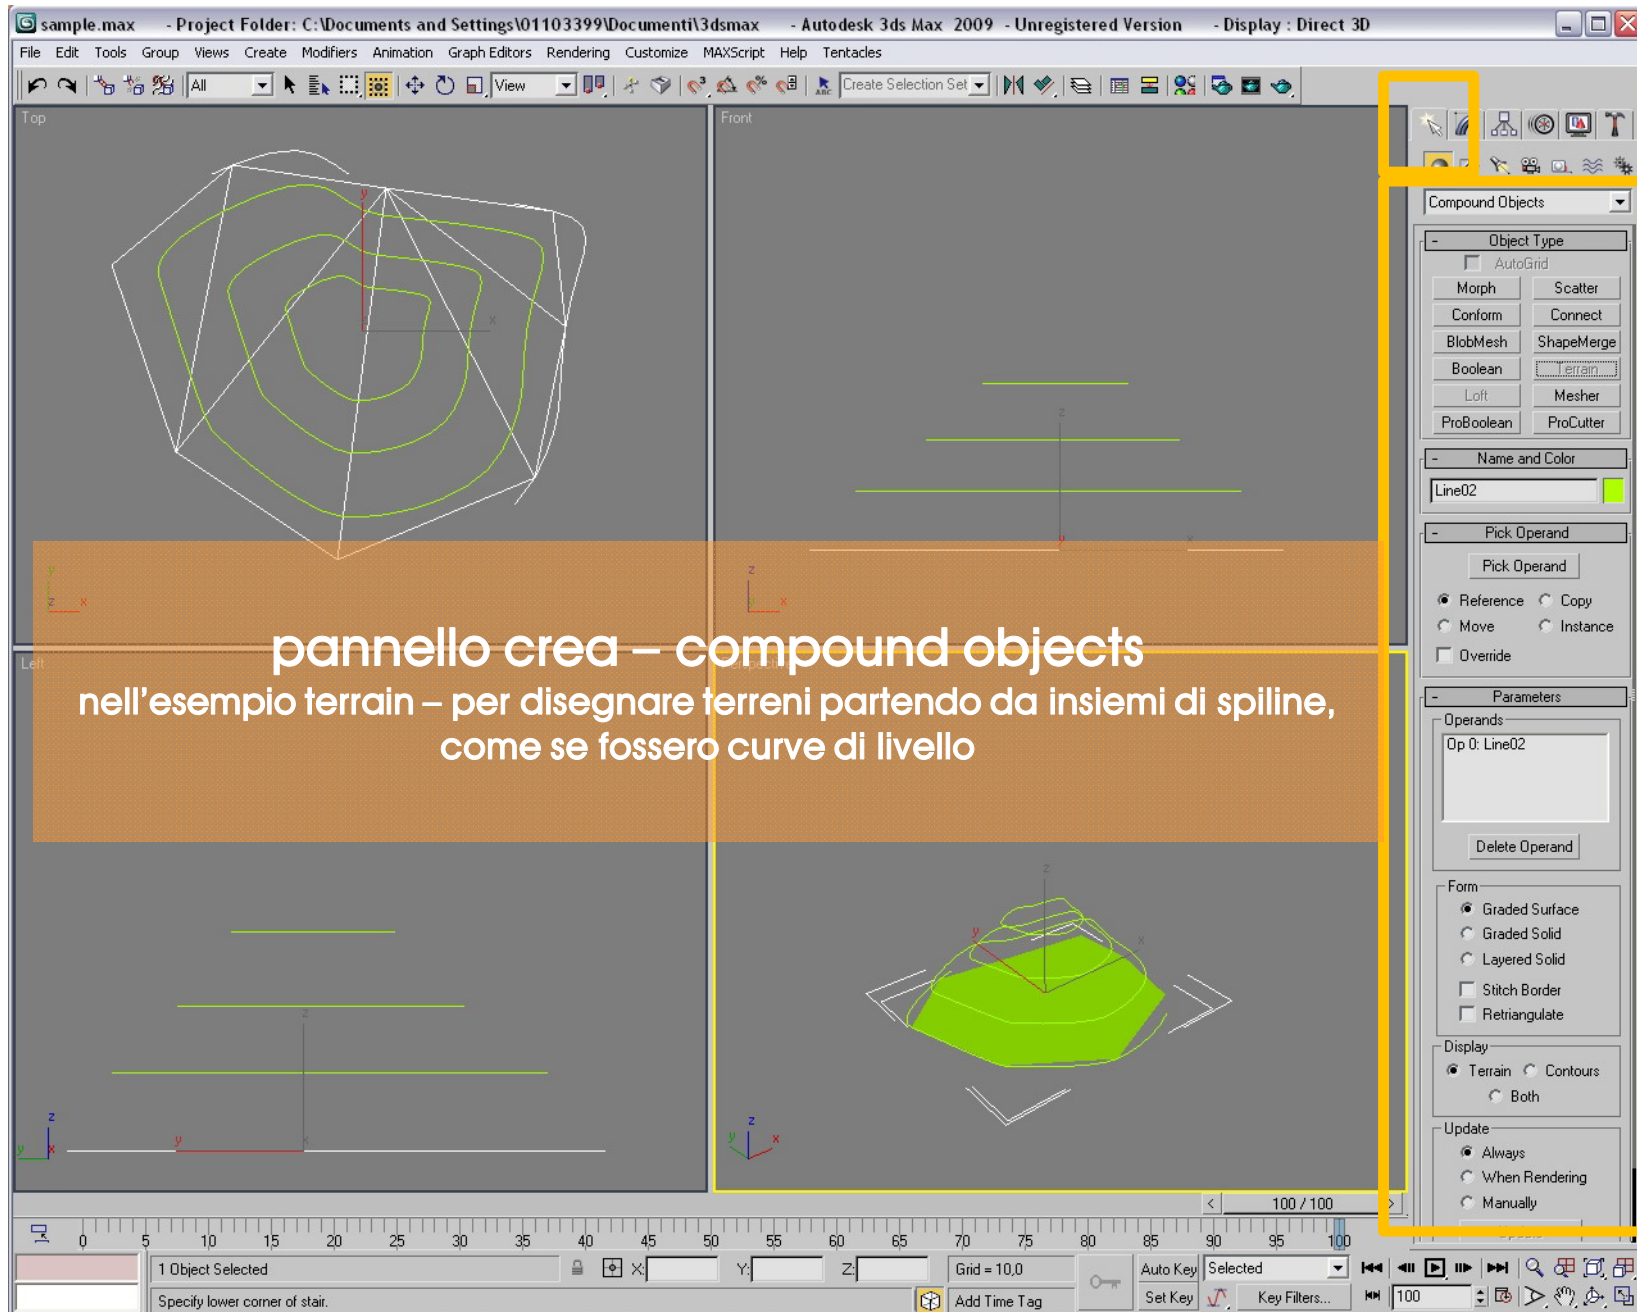 sample.max - Project Folder: C:\Documents and Settings\01103399\Documenti\3dsmax - Autodesk 3ds Max 2009 - Unregistered Version - Display : Direct 3D
File Edit Tools Group Views Create Modifiers Animation Graph Editors Rendering Customize MAXScript Help Tentacles
All View Create Selection Set
Top
Front
y
x
z
y x
y
z x
z
y x
Compound Objects
- Object Type
AutoGrid
Morph Scatter
Conform Connect
BlobMesh ShapeMerge
Boolean Terrain
Loft Mesher
ProBoolean ProCutter
- Name and Color
Line02
- Pick Operand
Pick Operand
Reference Copy
Move Instance
Override
- Parameters
Operands
Op 0: Line02
Delete Operand
Form
Graded Surface
Graded Solid
Layered Solid
Stitch Border
Retriangulate
Display
Terrain Contours
Both
Update
Always
When Rendering
Manually
Update
pannello crea – compound objects
nell'esempio terrain – per disegnare terreni partendo da insiemi di spiline,
come se fossero curve di livello
Left
z
y x
z
y x
z
y x
z
y x
< 100 / 100 >
0 5 10 15 20 25 30 35 40 45 50 55 60 65 70 75 80 85 90 95 100
1 Object Selected X: Y: Z: Grid = 10,0 Auto Key Selected
Specify lower corner of stair. Add Time Tag Set Key Key Filters... 100